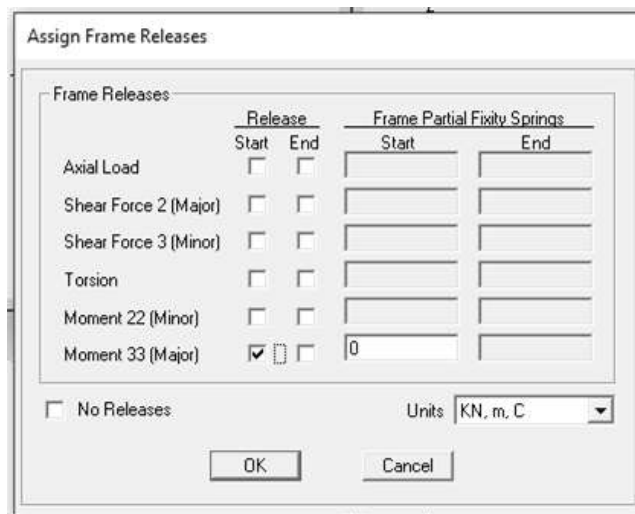 Assign Frame Releases
Frame Releases
Release Frame Partial Fixity Springs
Start End Start End
Axial Load
Shear Force 2 (Major)
Shear Force 3 (Minor)
Torsion
Moment 22 (Minor)
Moment 33 (Major) 0
No Releases Units KN, m, C
OK Cancel